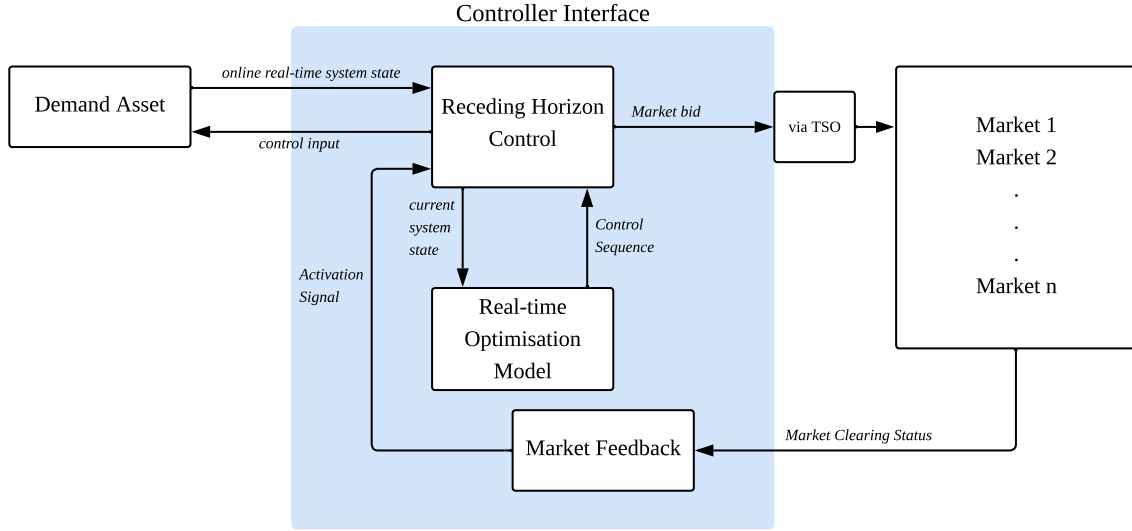 Controller Interface
online real-time system state
Demand Asset
control input
Receding Horizon
Control
Market bid
via TSO
Market 1
Market 2
.
.
.
Market n
current
system
state
Control
Sequence
Activation
Signal
Real-time
Optimisation
Model
Market Feedback
Market Clearing Status